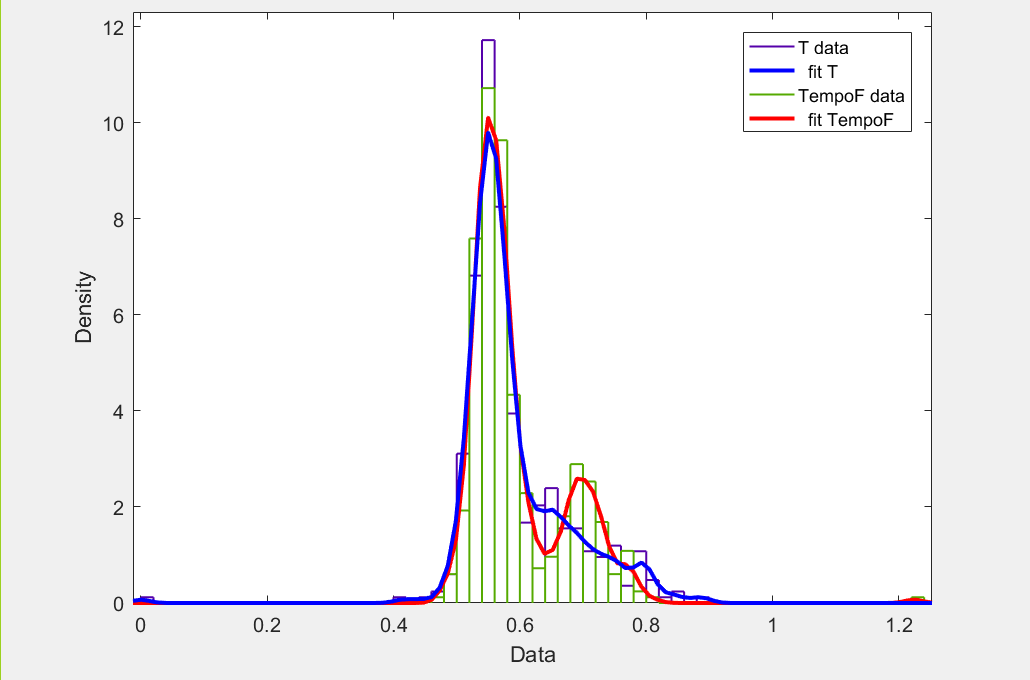 12
10
8
6
4
2
0
Density
0 0.2 0.4 0.6 0.8 1 1.2
Data
T data
fit T
TempoF data
fit TempoF